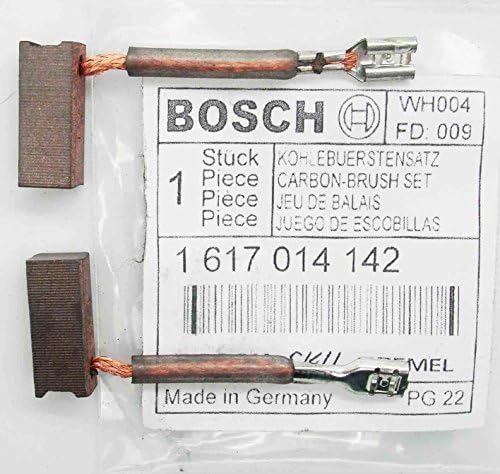 BOSCH
WH004
FD: 009
Stück KOHLEBUERSTENSATZ
1 Piece CARBON-BRUSH SET
Pièce JEU DE BALAIS
Pieza JUEGO DE ESCOBILLAS
1 617 014 142
Made in Germany PG 22